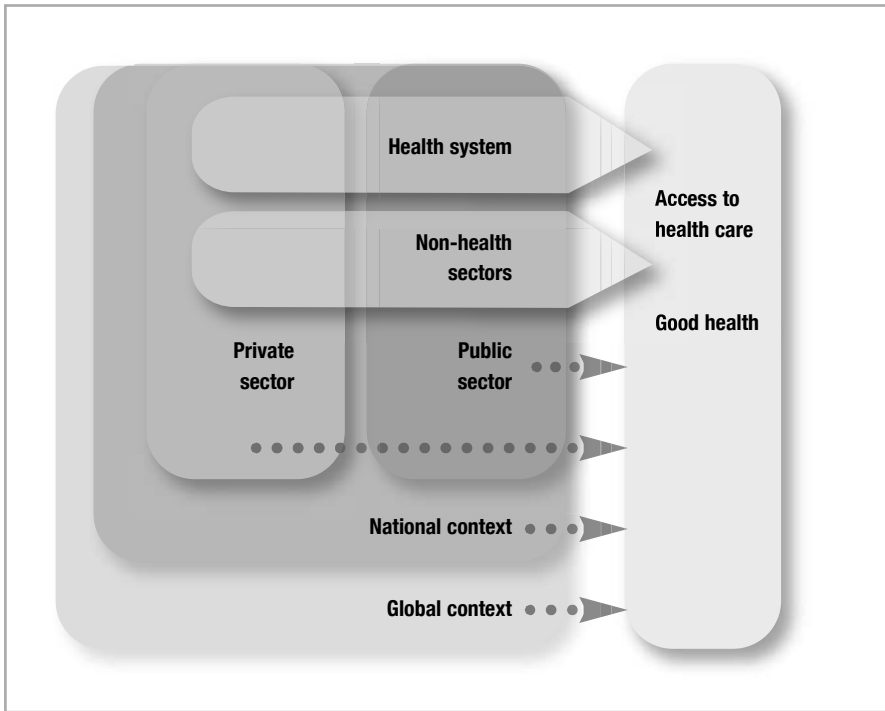 Health system
Access to
health care
Non-health
sectors
Good health
Private
sector
Public
sector
National context
Global context